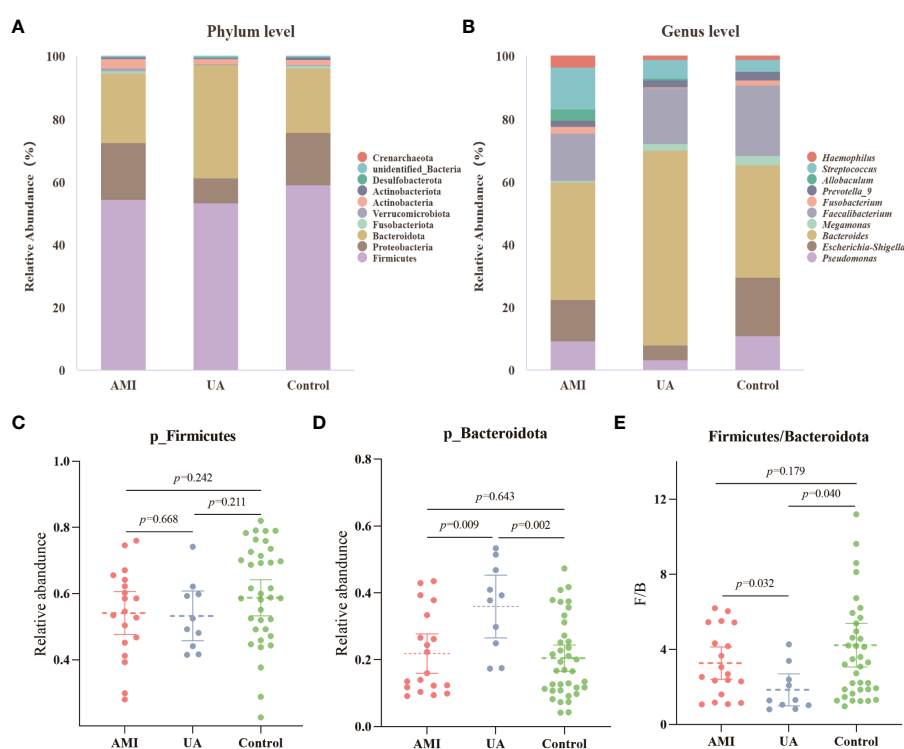 A
Phylum level
Relative Abundance (%)
100
80
60
40
20
0
AMI
UA
Control
Crenarchaeota
unidentified_Bacteria
Desulfobacterota
Actinobacteriota
Actinobacteria
Verrucomicrobiota
Fusobacteriota
Bacteroidota
Proteobacteria
Firmicutes
B
Genus level
Relative Abundance (%)
100
80
60
40
20
0
AMI
UA
Control
Haemophilus
Streptococcus
Allobaculum
Prevotella_9
Fusobacterium
Faecalibacterium
Megamonas
Bacteroides
Escherichia-Shigella
Pseudomonas
C
p_Firmicutes
Relative abandunce
1.0
0.8
0.6
0.4
p=0.242
p=0.211
p=0.668
AMI
UA
Control
D
p_Bacteroidota
Relative abandunce
0.8
0.6
0.4
0.2
0.0
p=0.643
p=0.009
p=0.002
AMI
UA
Control
E
Firmicutes/Bacteroidota
F/B
12
8
4
0
p=0.179
p=0.040
p=0.032
AMI
UA
Control